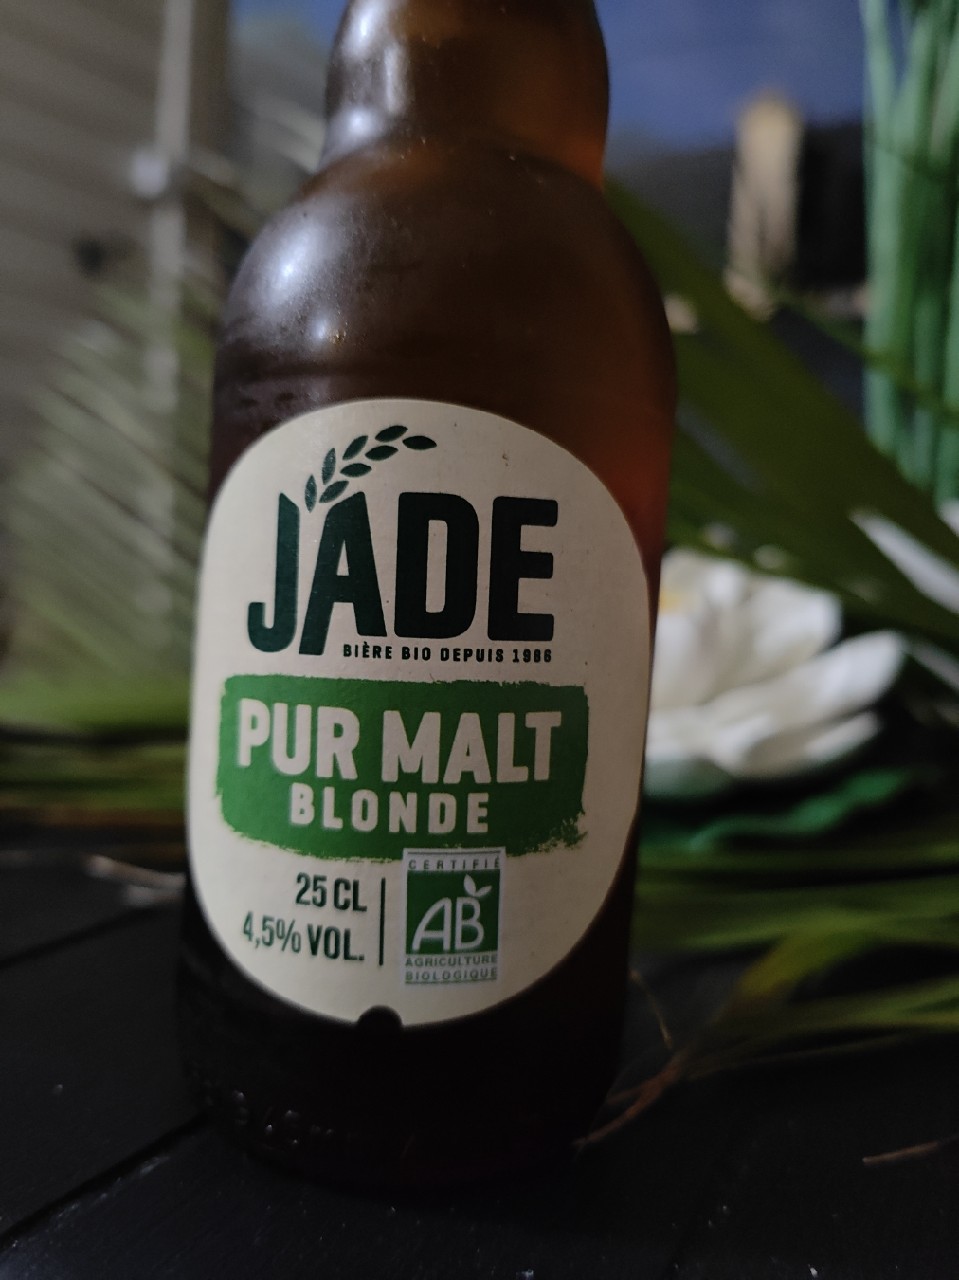 JADE
BIÈRE BIO DEPUIS 1986
PUR MALT
BLONDE
25 CL
4,5% VOL.
CERTIFIÉ
AB
AGRICULTURE
BIOLOGIQUE